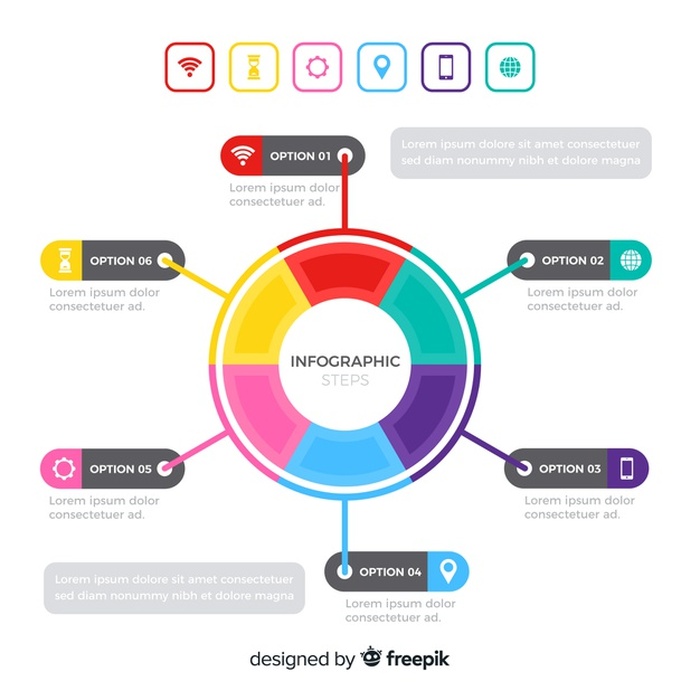 OPTION 01
Lorem ipsum dolor
consectetuer ad.
Lorem ipsum dolor sit amet consectetuer
sed diam nonummy nibh et dolore magna
OPTION 06
Lorem ipsum dolor
consectetuer ad.
OPTION 02
Lorem ipsum dolor
consectetuer ad.
INFOGRAPHIC
STEPS
OPTION 05
Lorem ipsum dolor
consectetuer ad.
OPTION 03
Lorem ipsum dolor
consectetuer ad.
OPTION 04
Lorem ipsum dolor
consectetuer ad.
Lorem ipsum dolor sit amet consectetuer
sed diam nonummy nibh et dolore magna
designed by freepik